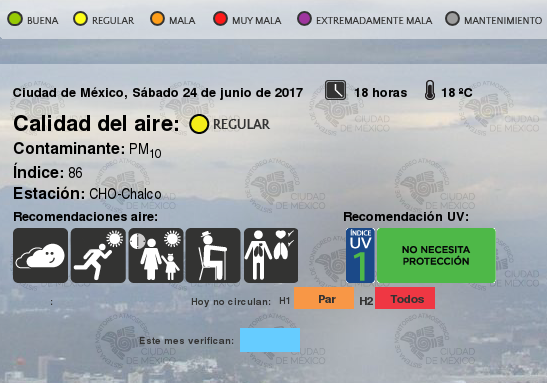 BUENA REGULAR MALA MUY MALA EXTREMADAMENTE MALA MANTENIMIENTO
Ciudad de México, Sábado 24 de junio de 2017 18 horas 18 ºC
Calidad del aire: REGULAR
Contaminante: PM10
Índice: 86
Estación: CHO-Chalco
Recomendaciones aire: Recomendación UV:
ÍNDICE
UV
1
NO NECESITA
PROTECCIÓN
: Hoy no circulan: H1 Par H2 Todos
Este mes verifican:
CIUDAD
DE MÉXICO